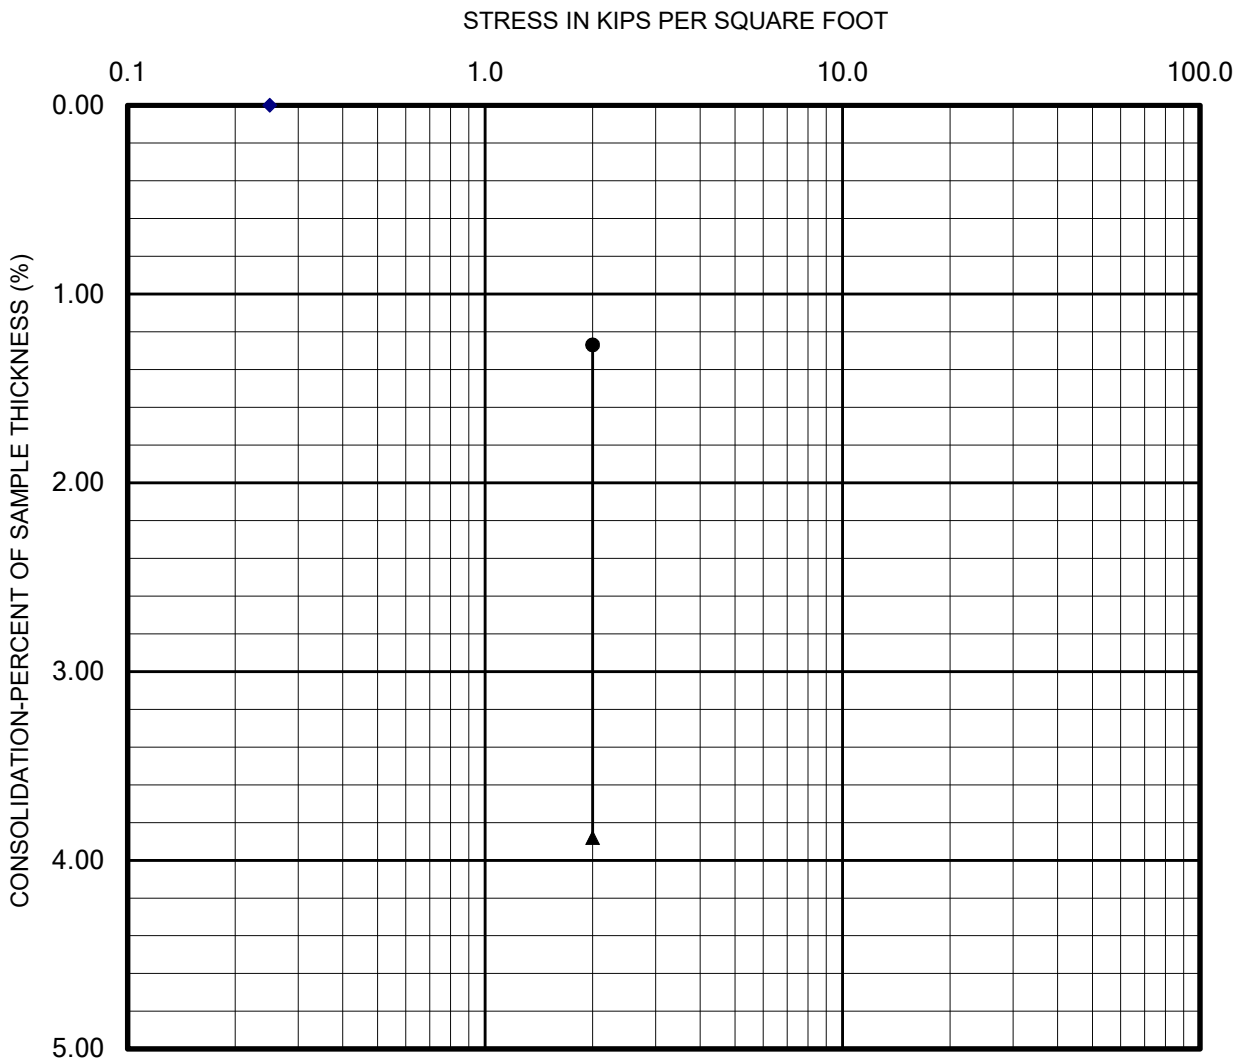 STRESS IN KIPS PER SQUARE FOOT
0.1 1.0 10.0 100.0
0.00
1.00
2.00
3.00
4.00
5.00
CONSOLIDATION-PERCENT OF SAMPLE THICKNESS (%)